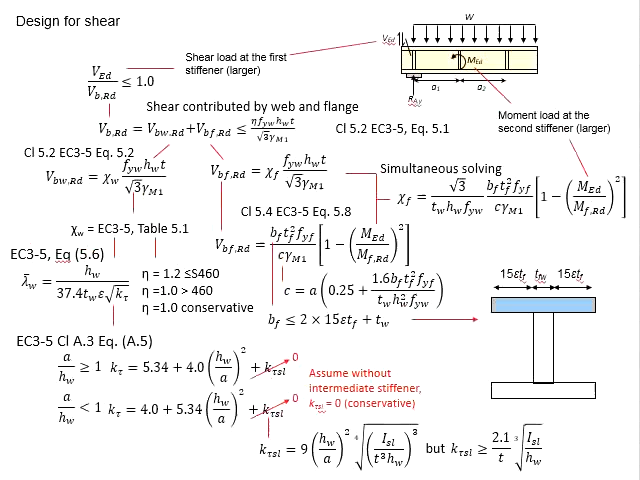 Design for shear
W
V_Ed
M_Ed
a₁ a₂
R_Ay
Shear load at the first
stiffener (larger)
V_Ed / V_b,Rd ≤ 1.0
Moment load at the
second stiffener (larger)
Shear contributed by web and flange
V_b,Rd = V_bw,Rd + V_bf,Rd ≤ η f_yw h_w t / (√3 γ_M1)
Cl 5.2 EC3-5, Eq. 5.1
Cl 5.2 EC3-5 Eq. 5.2
V_bw,Rd = χ_w f_yw h_w t / (√3 γ_M1)
V_bf,Rd = χ_f f_yw h_w t / (√3 γ_M1)
Simultaneous solving
χ_f = √3 / (t_w h_w f_yw) b_f t_f² f_yf / (c γ_M1) [1 − (M_Ed / M_f,Rd)²]
Cl 5.4 EC3-5 Eq. 5.8
χw = EC3-5, Table 5.1
V_bf,Rd = b_f t_f² f_yf / (c γ_M1) [1 − (M_Ed / M_f,Rd)²]
EC3-5, Eq (5.6)
λ̄_w = h_w / (37.4 t_w ε √k_τ)
η = 1.2 ≤S460
η =1.0 > 460
η =1.0 conservative
c = a (0.25 + 1.6 b_f t_f² f_yf / (t_w h_w² f_yw))
b_f ≤ 2 × 15εt_f + t_w
15εt_f t_w 15εt_f
EC3-5 Cl A.3 Eq. (A.5)
a / h_w ≥ 1 k_τ = 5.34 + 4.0 (h_w / a)² + k_τsl 0
a / h_w < 1 k_τ = 4.0 + 5.34 (h_w / a)² + k_τsl 0
Assume without
intermediate stiffener,
k_τsl = 0 (conservative)
k_τsl = 9 (h_w / a)² ⁴√(I_sl / (t³ h_w))³ but k_τsl ≥ 2.1 / t ³√(I_sl / h_w)